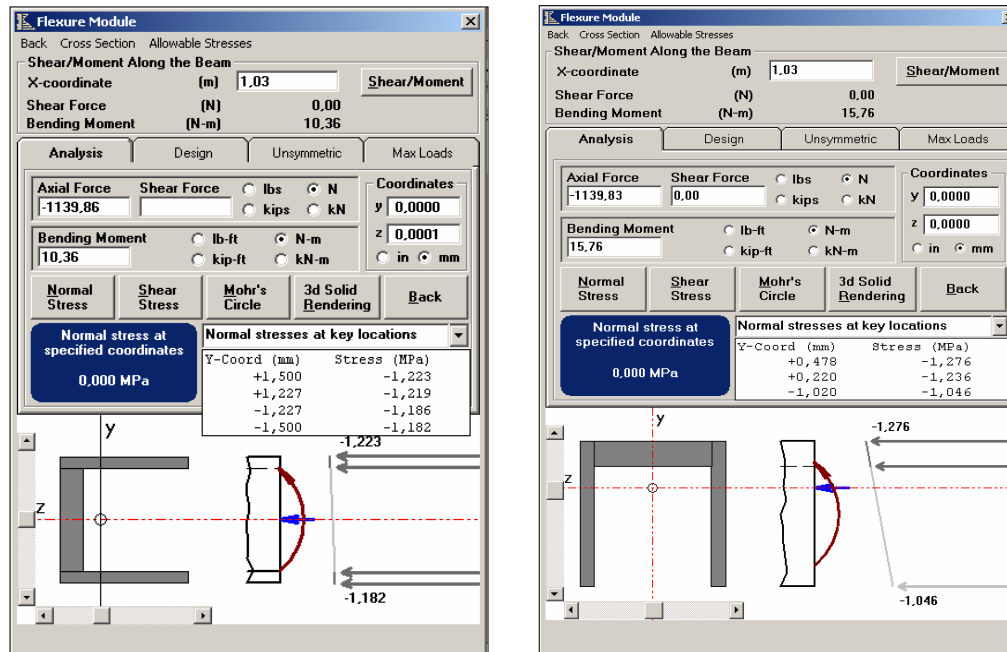 Flexure Module
Back Cross Section Allowable Stresses
Shear/Moment Along the Beam
X-coordinate (m) 1,03 Shear/Moment
Shear Force (N) 0,00
Bending Moment (N-m) 10,36
Analysis Design Unsymmetric Max Loads
Axial Force Shear Force lbs N Coordinates
-1139,86 kips kN y 0,0000
Bending Moment lb-ft N-m z 0,0001
10,36 kip-ft kN-m in mm
Normal Stress Shear Stress Mohr's Circle 3d Solid Rendering Back
Normal stress at specified coordinates
0,000 MPa
Normal stresses at key locations
Y-Coord (mm) Stress (MPa)
+1,500 -1,223
+1,227 -1,219
-1,227 -1,186
-1,500 -1,182
y
-1,223
z
-1,182
Flexure Module
Back Cross Section Allowable Stresses
Shear/Moment Along the Beam
X-coordinate (m) 1,03 Shear/Moment
Shear Force (N) 0,00
Bending Moment (N-m) 15,76
Analysis Design Unsymmetric Max Loads
Axial Force Shear Force lbs N Coordinates
-1139,83 0,00 kips kN y 0,0000
Bending Moment lb-ft N-m z 0,0000
15,76 kip-ft kN-m in mm
Normal Stress Shear Stress Mohr's Circle 3d Solid Rendering Back
Normal stress at specified coordinates
0,000 MPa
Normal stresses at key locations
Y-Coord (mm) Stress (MPa)
+0,478 -1,276
+0,220 -1,236
-1,020 -1,046
y
-1,276
z
-1,046